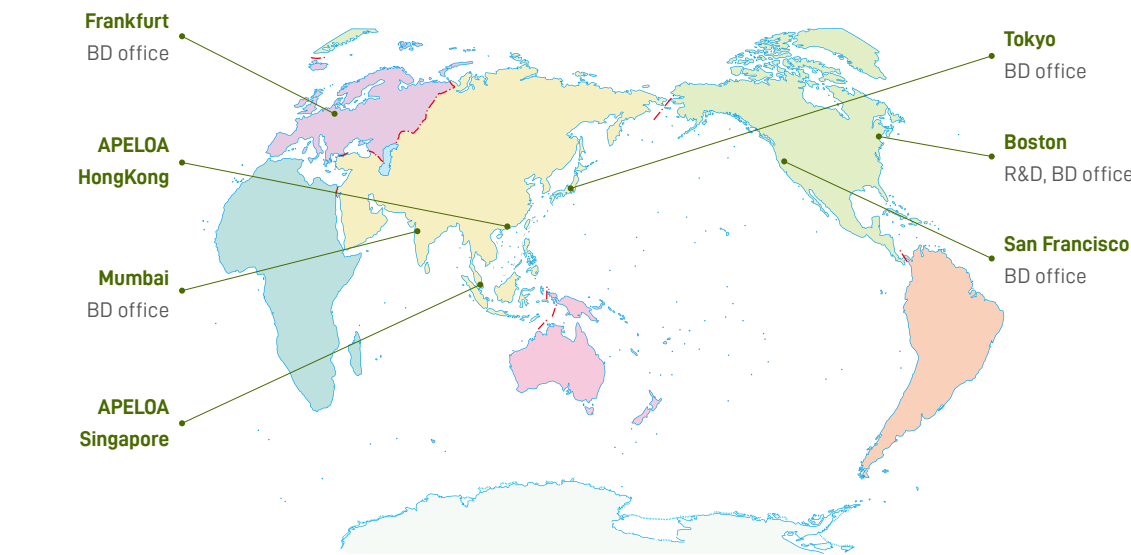 Frankfurt
BD office
APELOA
HongKong
Mumbai
BD office
APELOA
Singapore
Tokyo
BD office
Boston
R&D, BD office
San Francisco
BD office